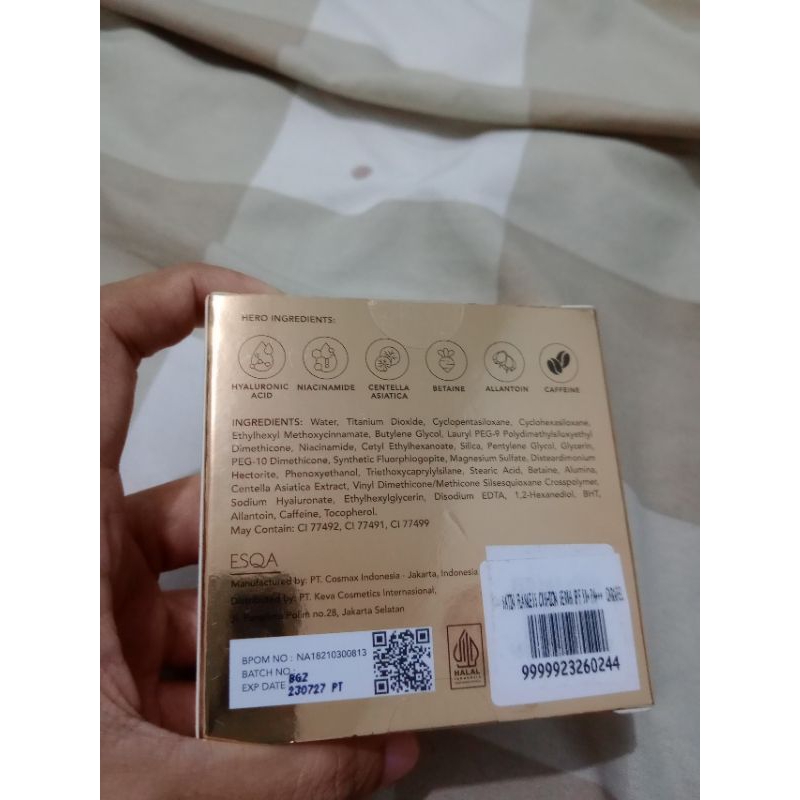 HERO INGREDIENTS:
HYALURONIC ACID
NIACINAMIDE
CENTELLA ASIATICA
BETAINE
ALLANTOIN
CAFFEINE
INGREDIENTS: Water, Titanium Dioxide, Cyclopentasiloxane, Cyclohexasiloxane,
Ethylhexyl Methoxycinnamate, Butylene Glycol, Lauryl PEG-9 Polydimethylsiloxyethyl
Dimethicone, Niacinamide, Cetyl Ethylhexanoate, Silica, Pentylene Glycol, Glycerin,
PEG-10 Dimethicone, Synthetic Fluorphlogopite, Magnesium Sulfate, Disteardimonium
Hectorite, Phenoxyethanol, Triethoxycaprylylsilane, Stearic Acid, Betaine, Alumina,
Centella Asiatica Extract, Vinyl Dimethicone/Methicone Silsesquioxane Crosspolymer,
Sodium Hyaluronate, Ethylhexylglycerin, Disodium EDTA, 1,2-Hexanediol, BHT,
Allantoin, Caffeine, Tocopherol.
May Contain: CI 77492, CI 77491, CI 77499
ESQA
Manufactured by: PT. Cosmax Indonesia - Jakarta, Indonesia
Distributed by: PT. Keva Cosmetics Internasional,
Polim no.28, Jakarta Selatan
BPOM NO : NA18210300813
BATCH NO : BG2
EXP DATE 230727 PT
HALAL
INDONESIA
9999923260244